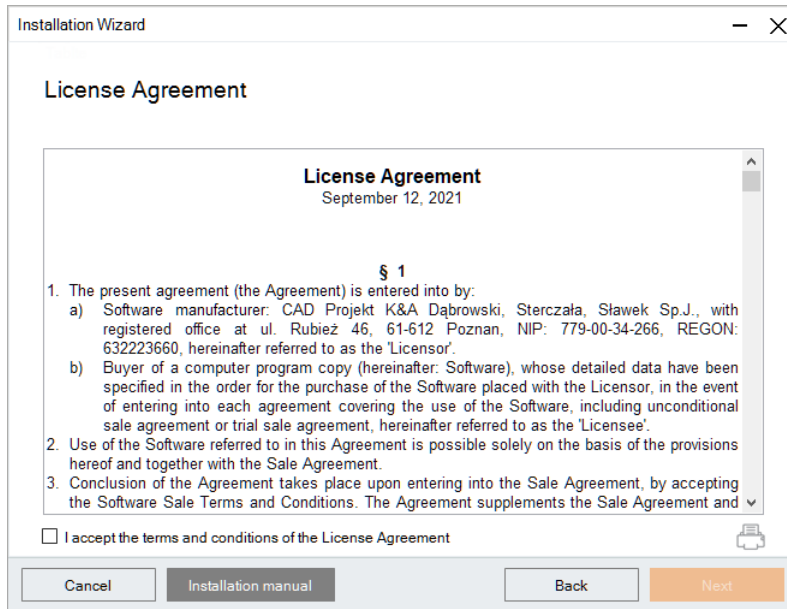 Installation Wizard
License Agreement
License Agreement
September 12, 2021
§ 1
1. The present agreement (the Agreement) is entered into by:
a) Software manufacturer: CAD Projekt K&A Dąbrowski, Sterczała, Sławek Sp.J., with
registered office at ul. Rubież 46, 61-612 Poznan, NIP: 779-00-34-266, REGON:
632223660, hereinafter referred to as the 'Licensor'.
b) Buyer of a computer program copy (hereinafter: Software), whose detailed data have been
specified in the order for the purchase of the Software placed with the Licensor, in the event
of entering into each agreement covering the use of the Software, including unconditional
sale agreement or trial sale agreement, hereinafter referred to as the 'Licensee'.
2. Use of the Software referred to in this Agreement is possible solely on the basis of the provisions
hereof and together with the Sale Agreement.
3. Conclusion of the Agreement takes place upon entering into the Sale Agreement, by accepting
the Software Sale Terms and Conditions. The Agreement supplements the Sale Agreement and
I accept the terms and conditions of the License Agreement
Cancel Installation manual Back Next